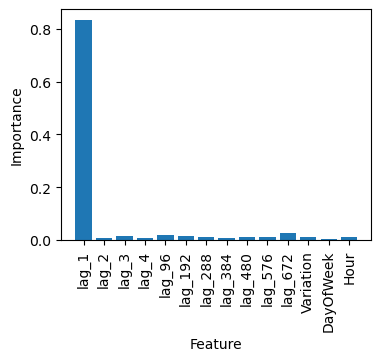 Importance
0.8
0.6
0.4
0.2
0.0
lag_1
lag_2
lag_3
lag_4
lag_96
lag_192
lag_288
lag_384
lag_480
lag_576
lag_672
Variation
DayOfWeek
Hour
Feature